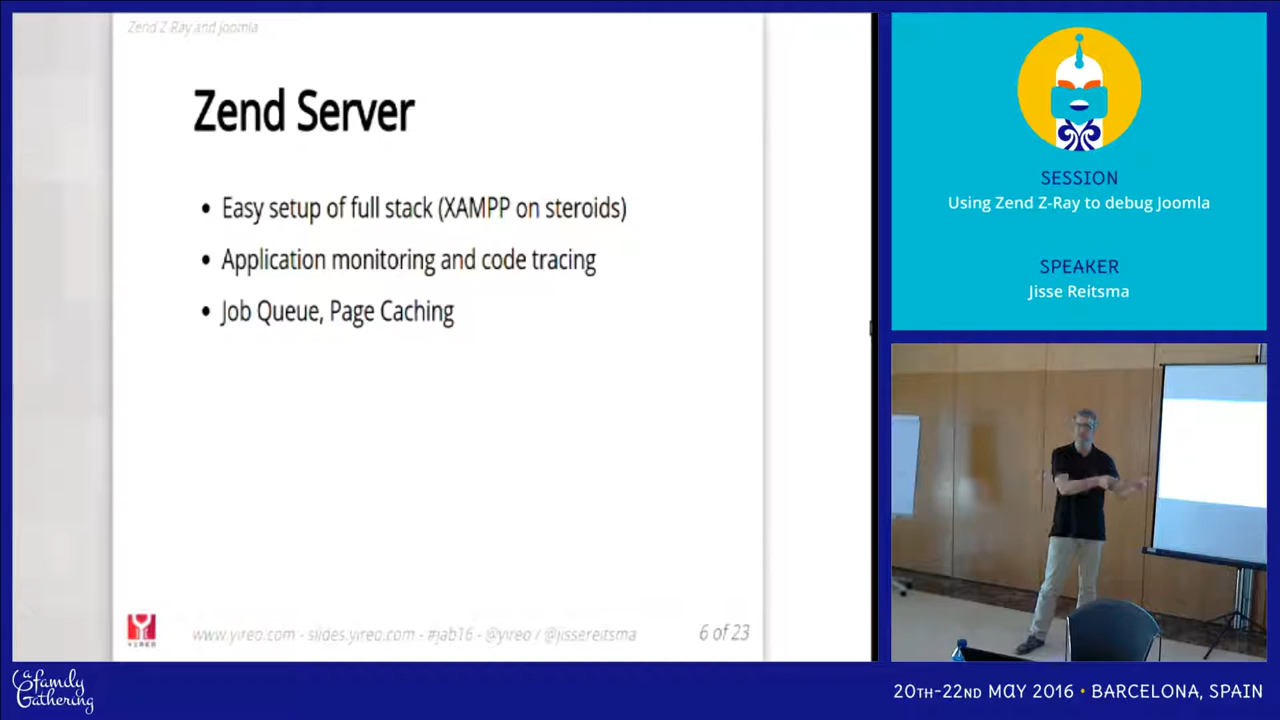 Zend Z-Ray and Joomla
Zend Server
• Easy setup of full stack (XAMPP on steroids)
• Application monitoring and code tracing
• Job Queue, Page Caching
www.yireo.com - slides.yireo.com - #jab16 - @yireo / @jissereitsma
6 of 23
SESSION
Using Zend Z-Ray to debug Joomla
SPEAKER
Jisse Reitsma
a family Gathering
20TH-22ND MAY 2016 • BARCELONA, SPAIN